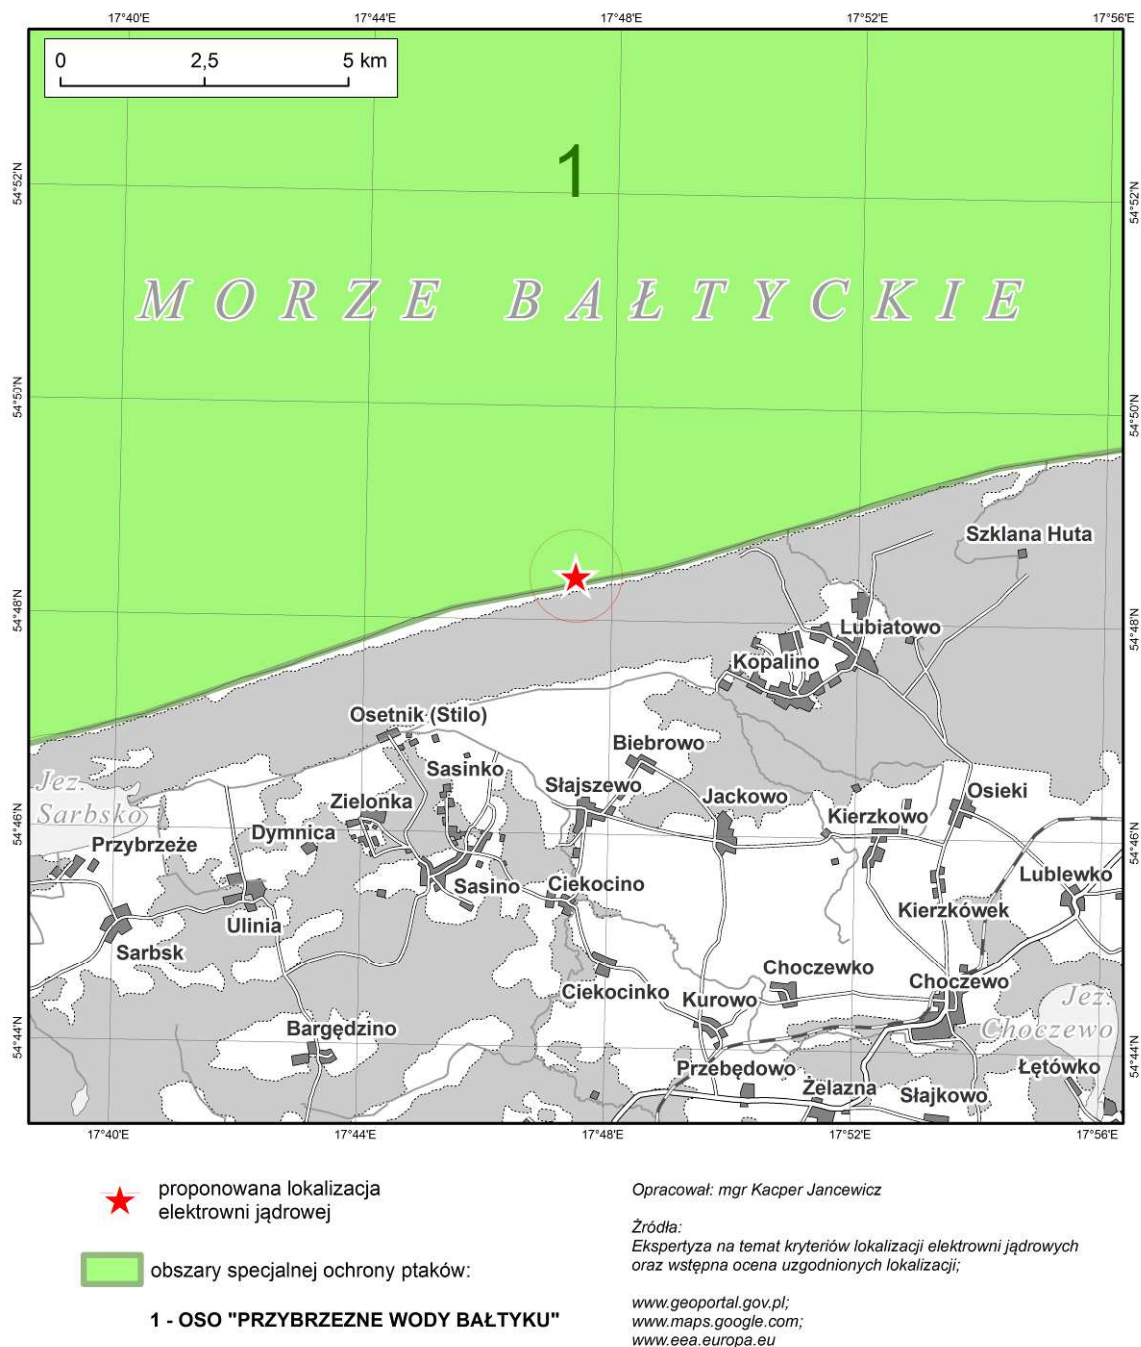 17°40'E 17°44'E 17°48'E 17°52'E 17°56'E
0 2,5 5 km
1
54°52'N 54°52'N
MORZE BAŁTYCKIE
54°50'N 54°50'N
Szklana Huta
54°48'N 54°48'N
Lubiatowo
Kopalino
Osetnik (Stilo)
Biebrowo
Sasinko
Jez.
Sarbsko
Słajszewo
Zielonka
Jackowo
Osieki
Kierzkowo
54°46'N 54°46'N
Dymnica
Przybrzeże
Lublewko
Sasino
Ciekocino
Kierzkówek
Ulinia
Sarbsk
Choczewko
Choczewo
Ciekocinko
Kurowo
Jez.
Choczewo
Bargędzino
54°44'N 54°44'N
Przebędowo
Łętówko
Żelazna
Słajkowo
17°40'E 17°44'E 17°48'E 17°52'E 17°56'E
proponowana lokalizacja
elektrowni jądrowej
obszary specjalnej ochrony ptaków:
1 - OSO "PRZYBRZEZNE WODY BAŁTYKU"
Opracował: mgr Kacper Jancewicz
Źródła:
Ekspertyza na temat kryteriów lokalizacji elektrowni jądrowych
oraz wstępna ocena uzgodnionych lokalizacji;
www.geoportal.gov.pl;
www.maps.google.com;
www.eea.europa.eu